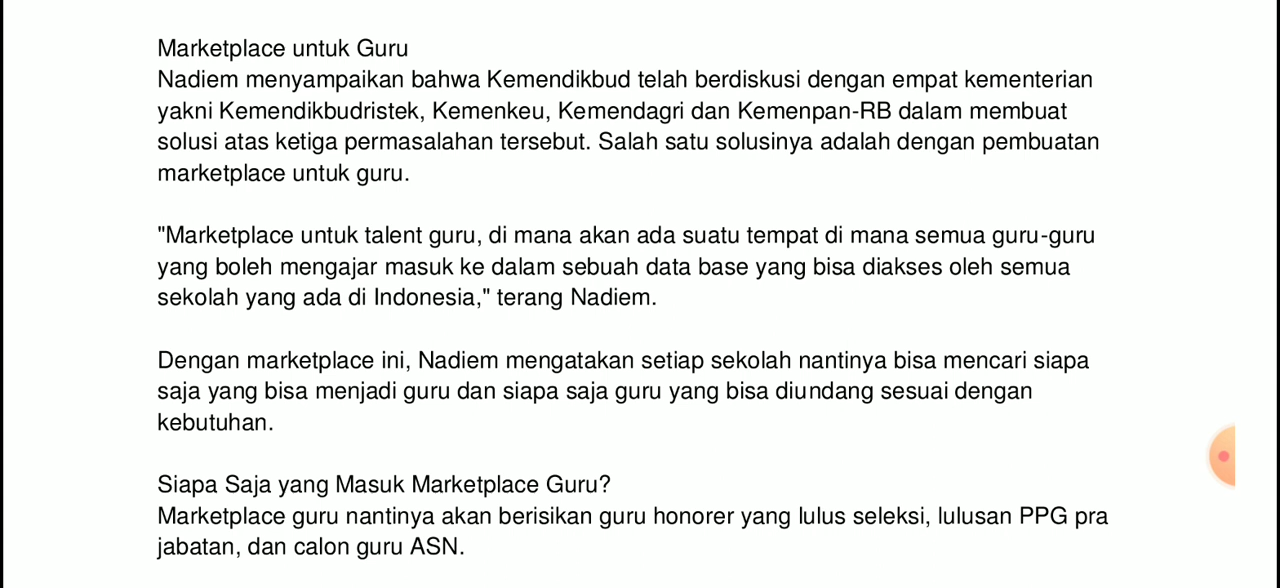 Marketplace untuk Guru
Nadiem menyampaikan bahwa Kemendikbud telah berdiskusi dengan empat kementerian
yakni Kemendikbudristek, Kemenkeu, Kemendagri dan Kemenpan-RB dalam membuat
solusi atas ketiga permasalahan tersebut. Salah satu solusinya adalah dengan pembuatan
marketplace untuk guru.
"Marketplace untuk talent guru, di mana akan ada suatu tempat di mana semua guru-guru
yang boleh mengajar masuk ke dalam sebuah data base yang bisa diakses oleh semua
sekolah yang ada di Indonesia," terang Nadiem.
Dengan marketplace ini, Nadiem mengatakan setiap sekolah nantinya bisa mencari siapa
saja yang bisa menjadi guru dan siapa saja guru yang bisa diundang sesuai dengan
kebutuhan.
Siapa Saja yang Masuk Marketplace Guru?
Marketplace guru nantinya akan berisikan guru honorer yang lulus seleksi, lulusan PPG pra
jabatan, dan calon guru ASN.